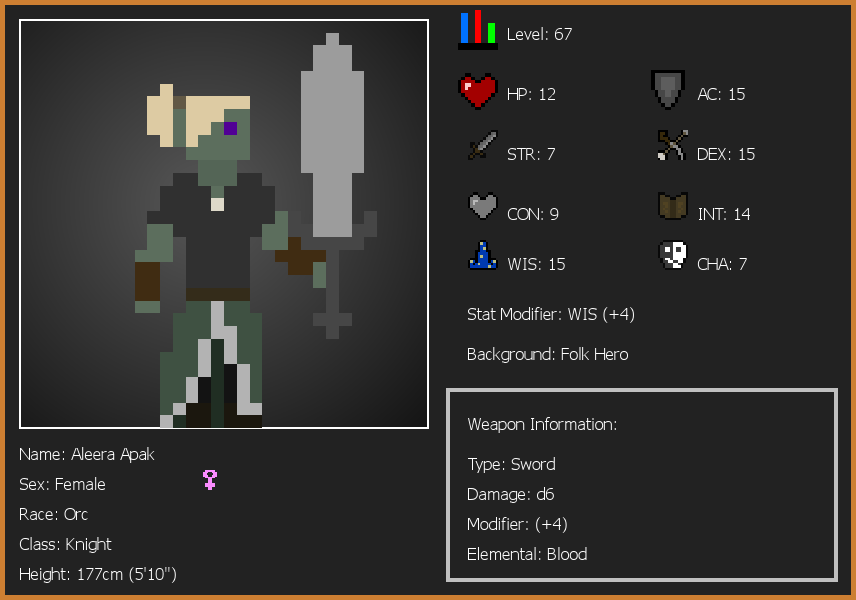 Level: 67
HP: 12
AC: 15
STR: 7
DEX: 15
CON: 9
INT: 14
WIS: 15
CHA: 7
Stat Modifier: WIS (+4)
Background: Folk Hero
Weapon Information:
Type: Sword
Damage: d6
Modifier: (+4)
Elemental: Blood
Name: Aleera Apak
Sex: Female
Race: Orc
Class: Knight
Height: 177cm (5'10")